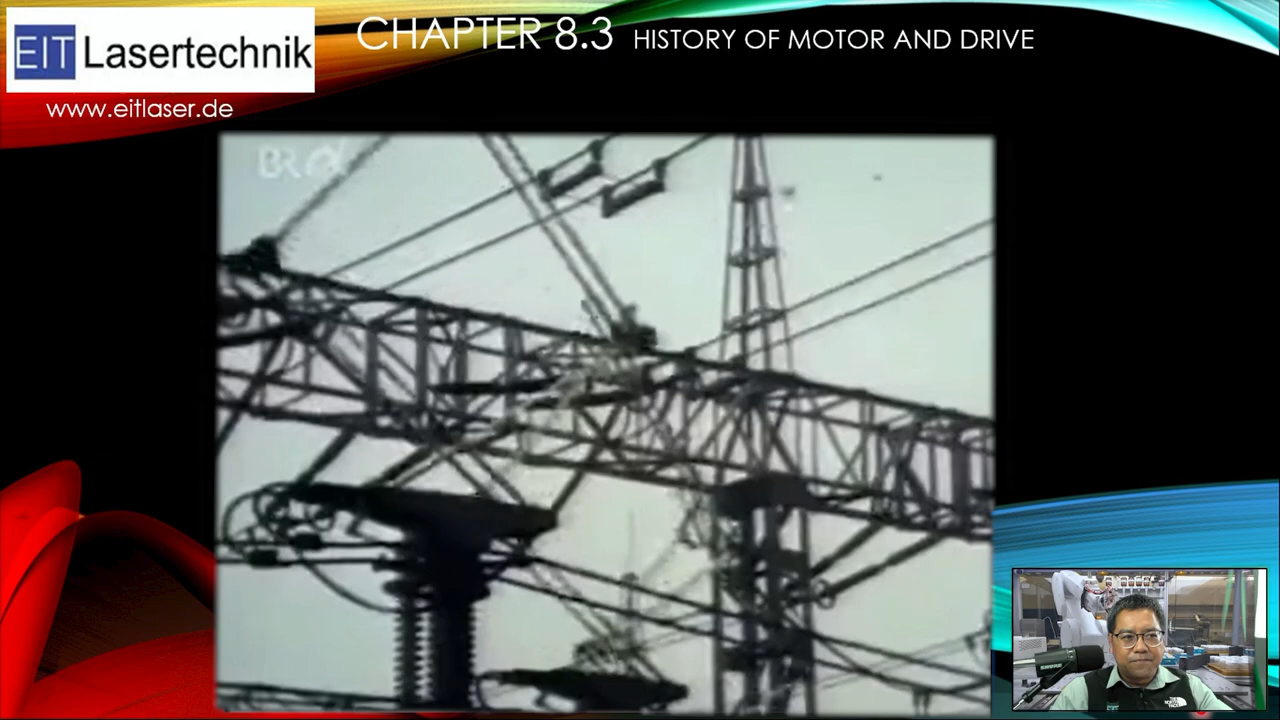 EIT Lasertechnik
www.eitlaser.de
CHAPTER 8.3 HISTORY OF MOTOR AND DRIVE
BR